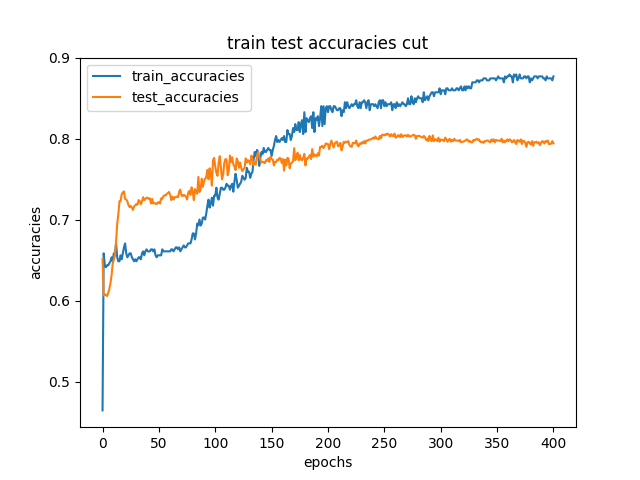 train test accuracies cut
train_accuracies
test_accuracies
0.9
0.8
0.7
0.6
0.5
accuracies
0 50 100 150 200 250 300 350 400
epochs